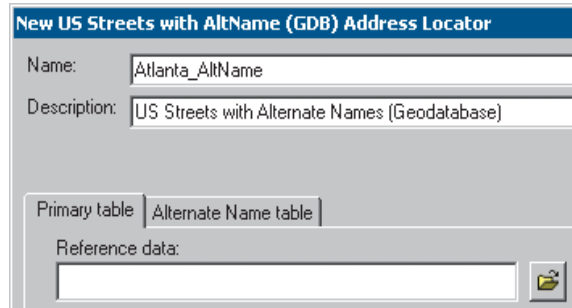 New US Streets with AltName (GDB) Address Locator
Name: Atlanta_AltName
Description: US Streets with Alternate Names (Geodatabase)
Primary table Alternate Name table
Reference data: